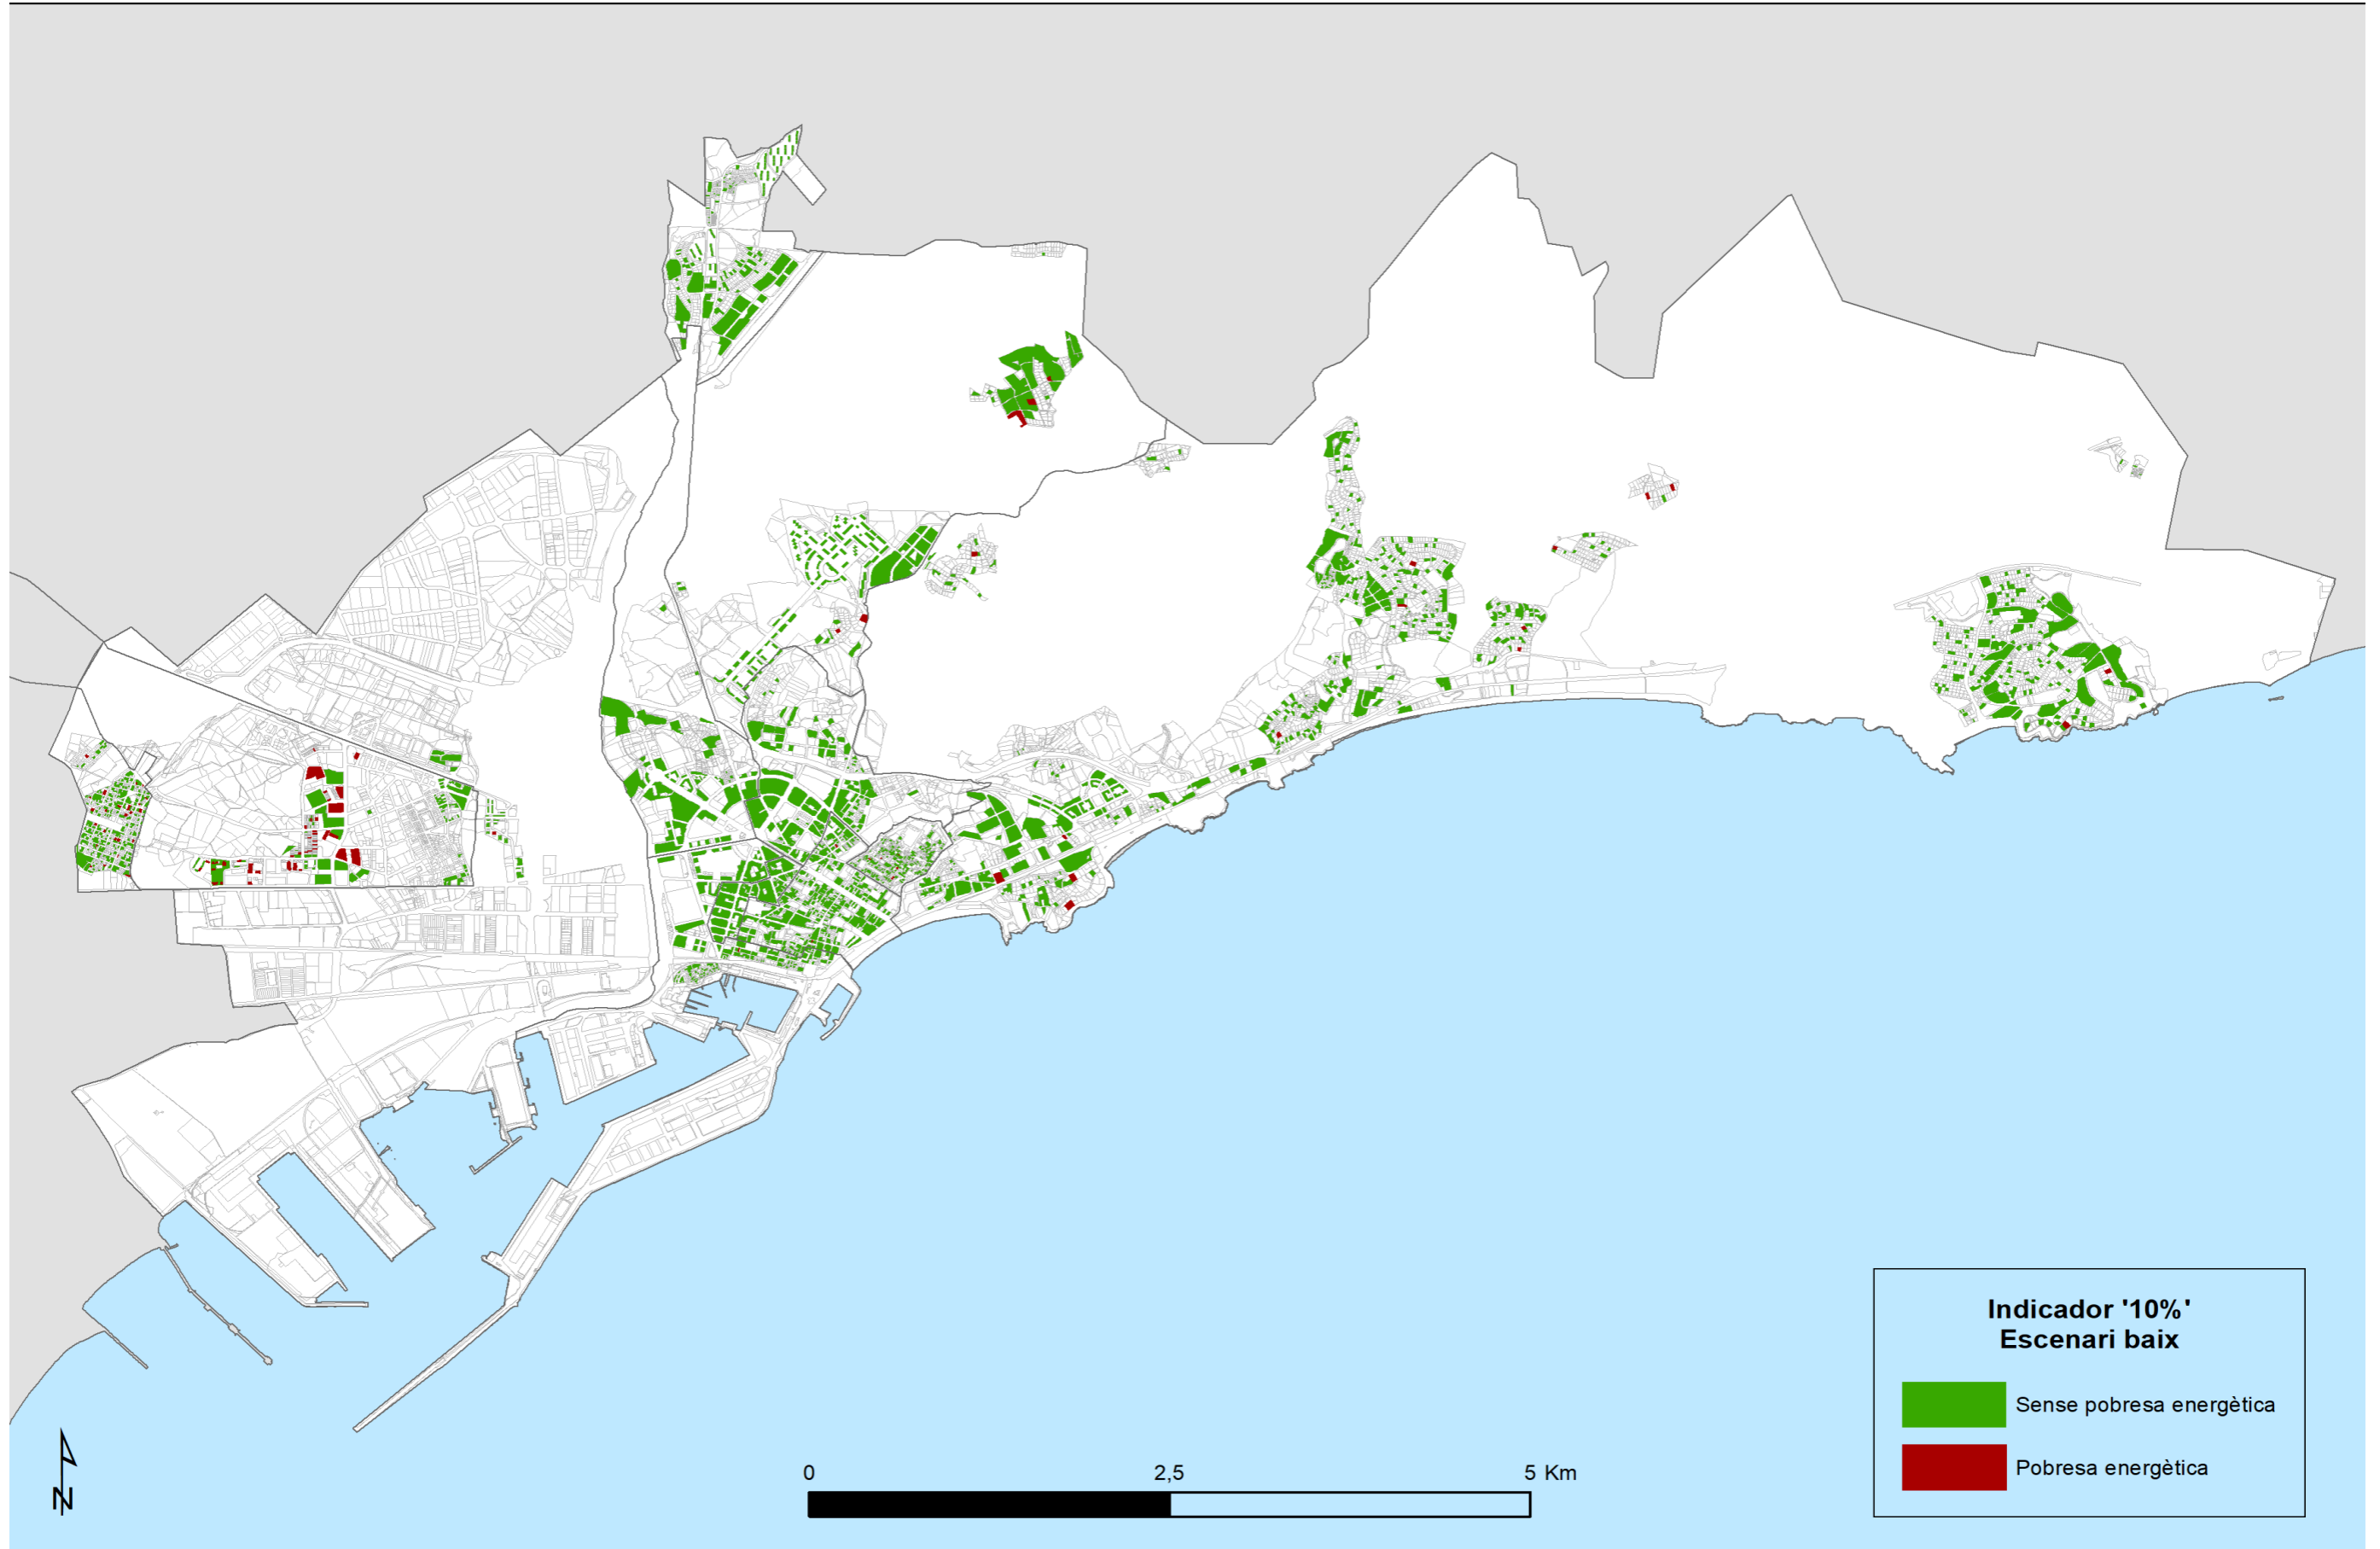 Indicador '10%'
Escenari baix
Sense pobresa energètica
Pobresa energètica
0 2,5 5 Km
N